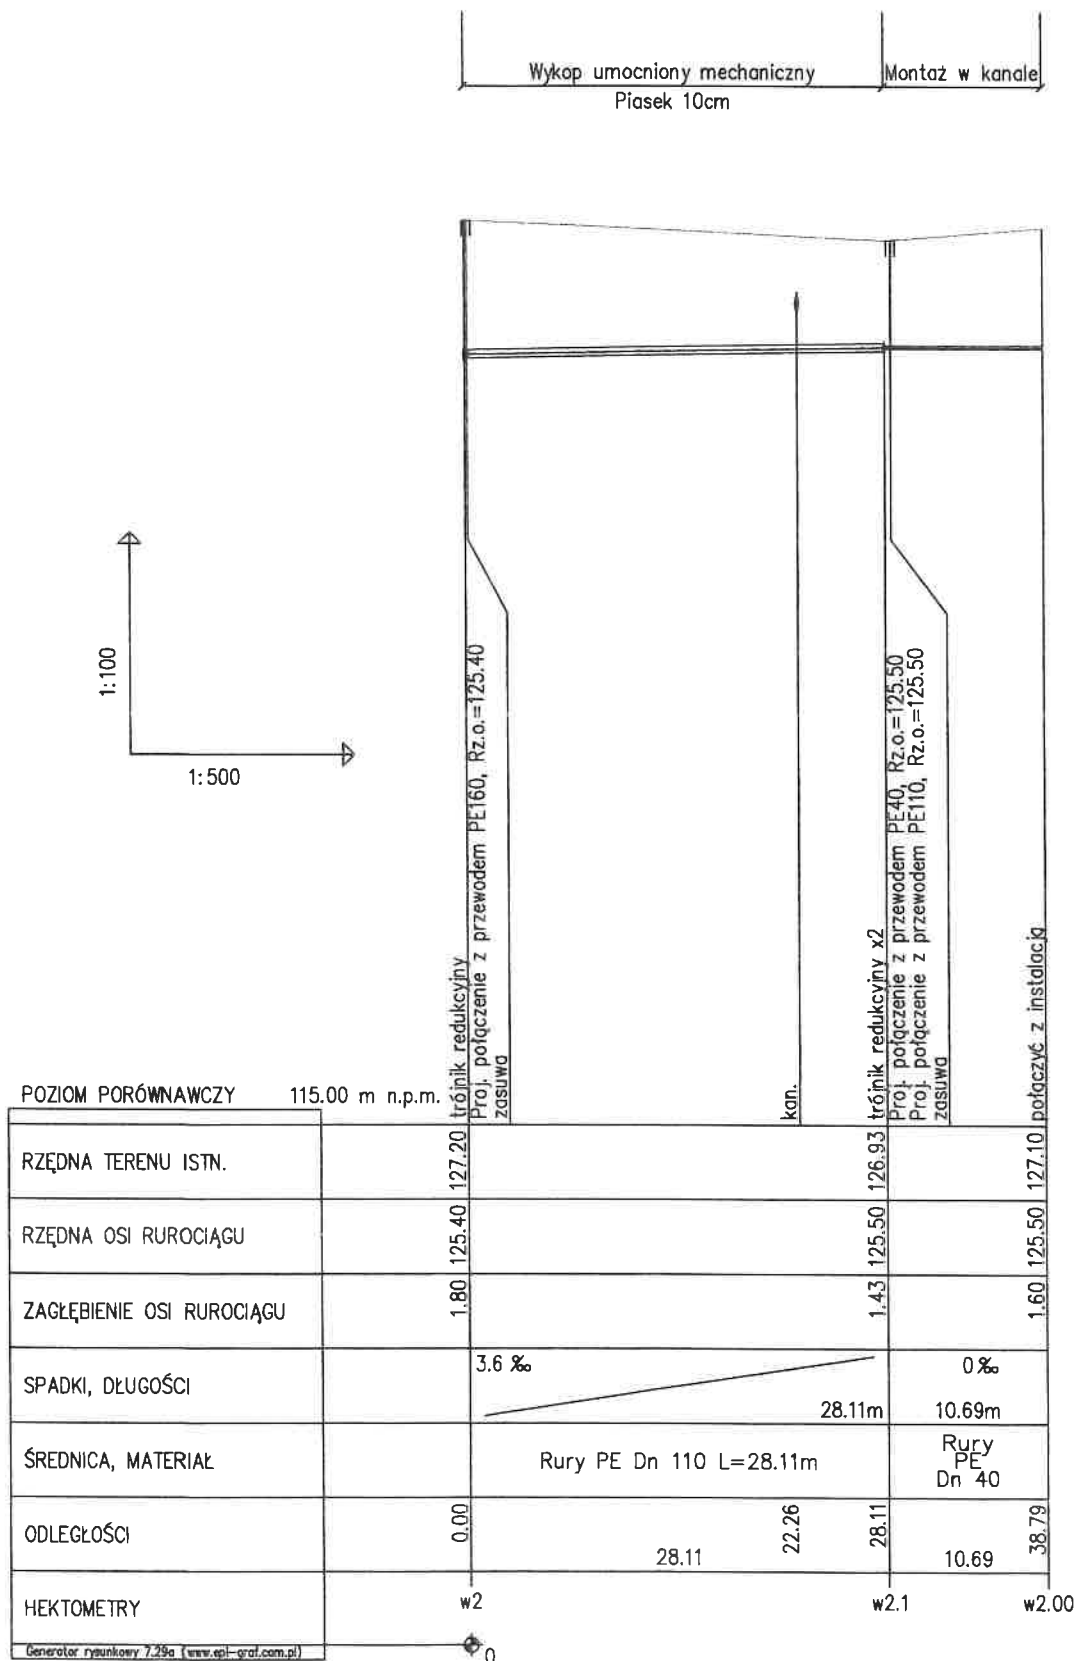 Wykop umocniony mechaniczny
Montaż w kanale
Piasek 10cm
1:100
1:500
trójnik redukcyjny
Proj. połączenie z przewodem PE160, Rz.o.=125.40
zasuwa
kan.
trójnik redukcyjny x2
Proj. połączenie z przewodem PE40, Rz.o.=125.50
Proj. połączenie z przewodem PE110, Rz.o.=125.50
zasuwa
połączyć z instalacją
POZIOM PORÓWNAWCZY 115.00 m n.p.m.
RZĘDNA TERENU ISTN. 127.20 126.93 127.10
RZĘDNA OSI RUROCIĄGU 125.40 125.50 125.50
ZAGŁĘBIENIE OSI RUROCIĄGU 1.80 1.43 1.60
SPADKI, DŁUGOŚCI
3.6 ‰ 0‰
28.11m 10.69m
ŚREDNICA, MATERIAŁ
Rury PE Dn 110 L=28.11m
Rury
PE
Dn 40
ODLEGŁOŚCI
0.00 22.26 28.11 38.79
28.11 10.69
HEKTOMETRY
w2 w2.1 w2.00
0
Generator rysunkowy 7.29a (www.epi-graf.com.pl)